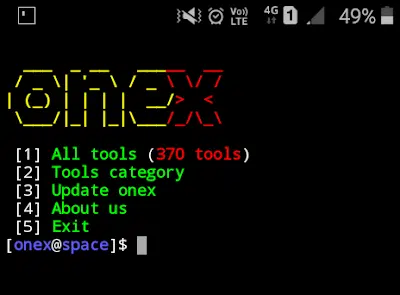 Vo)) LTE 4G 1 49%
onex
[1] All tools (370 tools)
[2] Tools category
[3] Update onex
[4] About us
[5] Exit
[onex@space]$